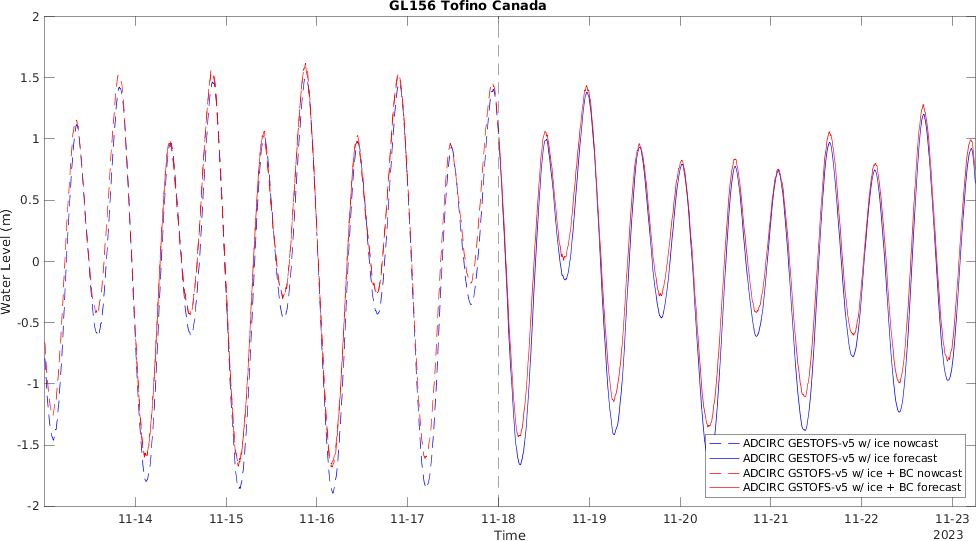 GL156 Tofino Canada
2
1.5
1
0.5
0
-0.5
-1
-1.5
-2
Water Level (m)
ADCIRC GESTOFS-v5 w/ ice nowcast
ADCIRC GESTOFS-v5 w/ ice forecast
ADCIRC GSTOFS-v5 w/ ice + BC nowcast
ADCIRC GSTOFS-v5 w/ ice + BC forecast
11-14 11-15 11-16 11-17 11-18 11-19 11-20 11-21 11-22 11-23
Time
2023